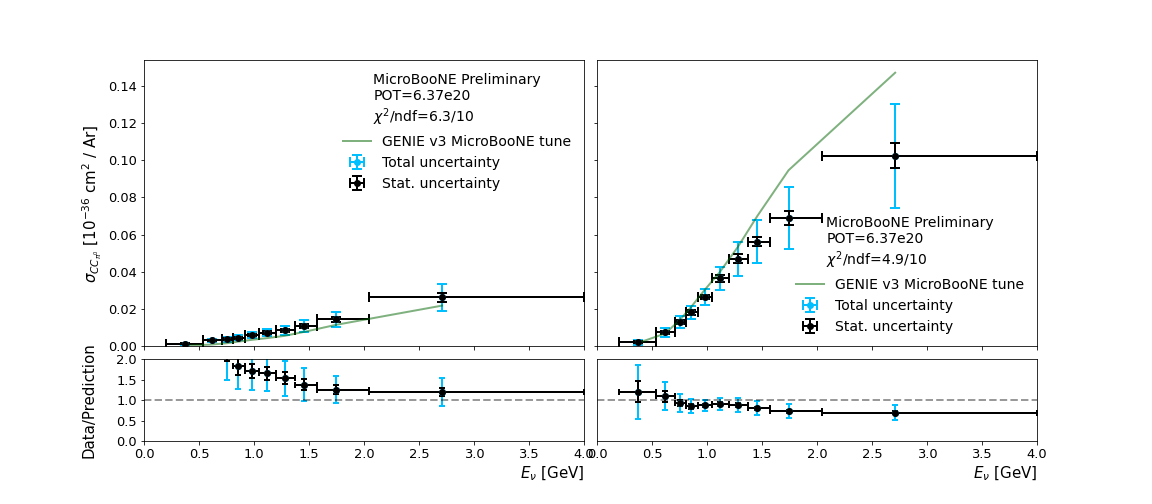 MicroBooNE Preliminary
POT=6.37e20
χ²/ndf=6.3/10
GENIE v3 MicroBooNE tune
Total uncertainty
Stat. uncertainty
σ_{CC_{π⁰}} [10⁻³⁶ cm² / Ar]
0.14
0.12
0.10
0.08
0.06
0.04
0.02
0.00
MicroBooNE Preliminary
POT=6.37e20
χ²/ndf=4.9/10
GENIE v3 MicroBooNE tune
Total uncertainty
Stat. uncertainty
Data/Prediction
2.0
1.5
1.0
0.5
0.0
0.0 0.5 1.0 1.5 2.0 2.5 3.0 3.5 4.0
E_ν [GeV]
0.0 0.5 1.0 1.5 2.0 2.5 3.0 3.5 4.0
E_ν [GeV]